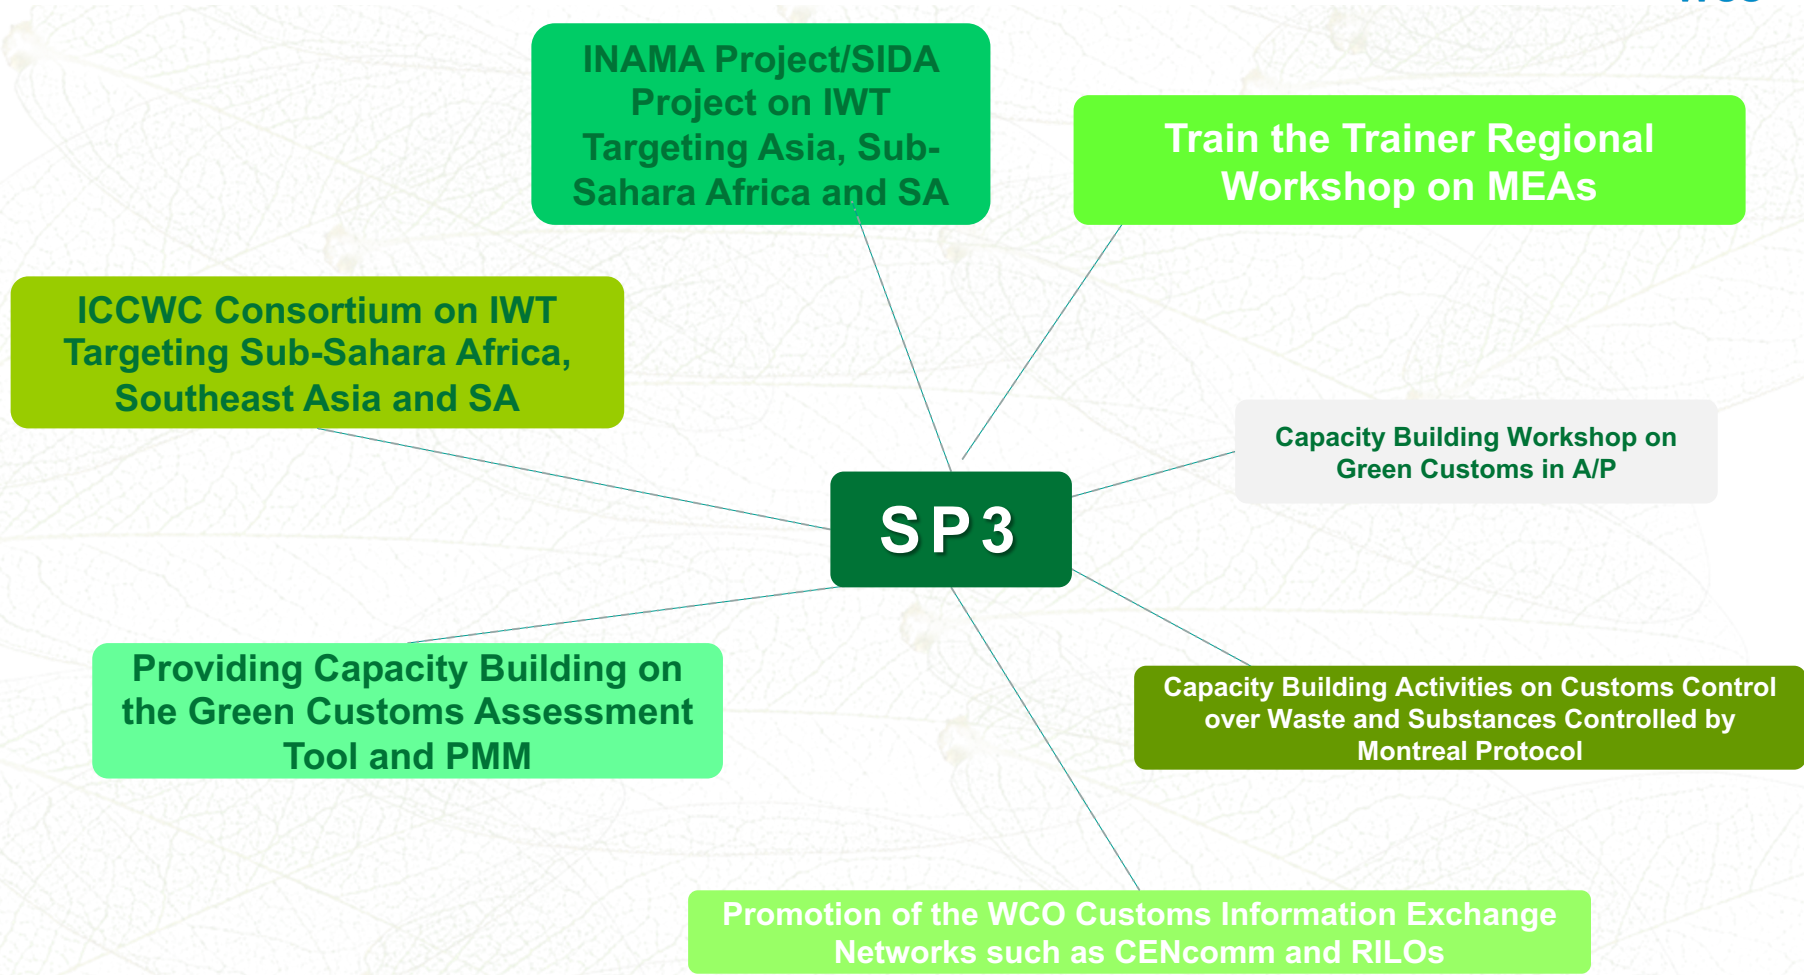 INAMA Project/SIDA
Project on IWT
Targeting Asia, Sub-
Sahara Africa and SA
Train the Trainer Regional
Workshop on MEAs
ICCWC Consortium on IWT
Targeting Sub-Sahara Africa,
Southeast Asia and SA
Capacity Building Workshop on
Green Customs in A/P
SP3
Providing Capacity Building on
the Green Customs Assessment
Tool and PMM
Capacity Building Activities on Customs Control
over Waste and Substances Controlled by
Montreal Protocol
Promotion of the WCO Customs Information Exchange
Networks such as CENcomm and RILOs